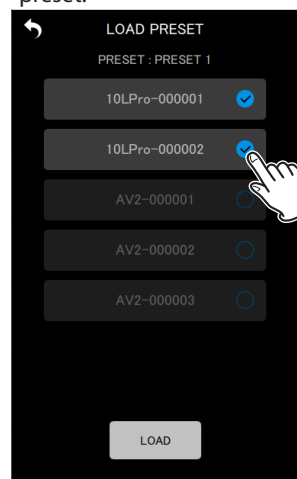 preset.
LOAD PRESET
PRESET : PRESET 1
10LPro-000001
10LPro-000002
AV2-000001
AV2-000002
AV2-000003
LOAD